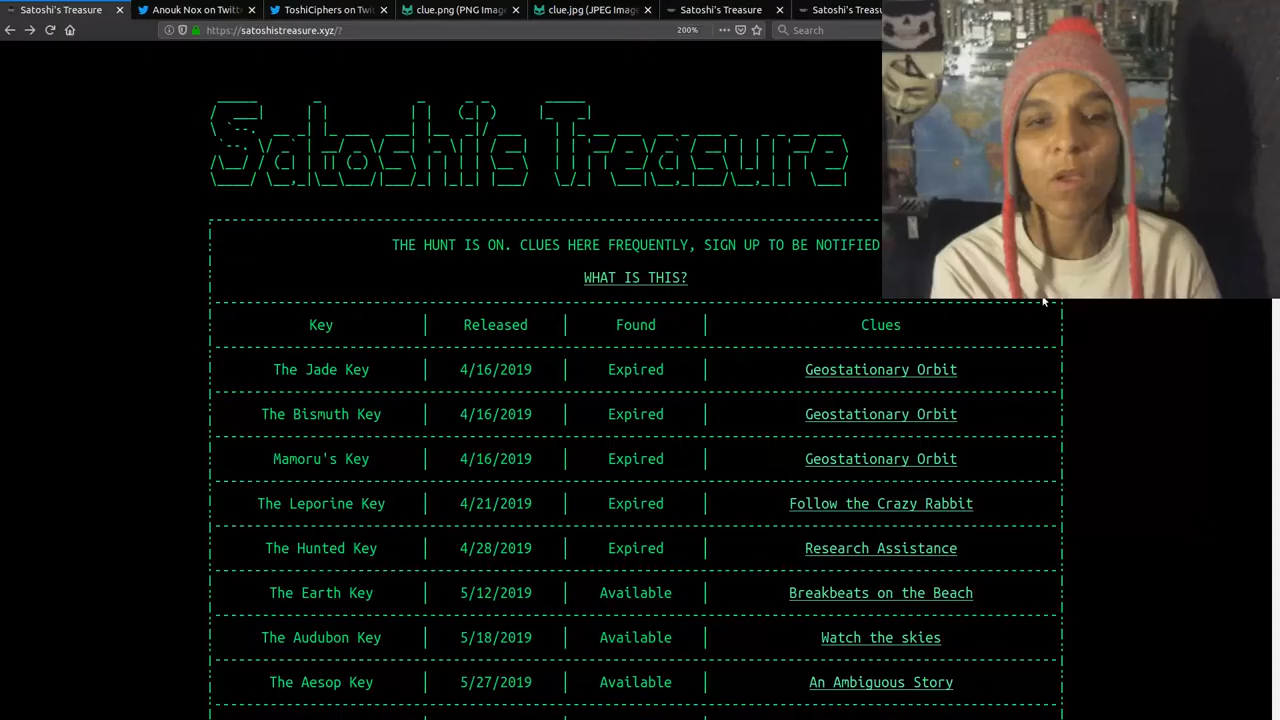 Satoshi's Treasure
Anouk Nox on Twitt
ToshiCiphers on Twi
clue.png (PNG Imag
clue.jpg (JPEG Imag
Satoshi's Treasure
Satoshi's Treas
https://satoshistreasure.xyz/?
200%
Search
Satoshi's Treasure
THE HUNT IS ON. CLUES HERE FREQUENTLY, SIGN UP TO BE NOTIFIED
WHAT IS THIS?
Key | Released | Found | Clues
The Jade Key | 4/16/2019 | Expired | Geostationary Orbit
The Bismuth Key | 4/16/2019 | Expired | Geostationary Orbit
Mamoru's Key | 4/16/2019 | Expired | Geostationary Orbit
The Leporine Key | 4/21/2019 | Expired | Follow the Crazy Rabbit
The Hunted Key | 4/28/2019 | Expired | Research Assistance
The Earth Key | 5/12/2019 | Available | Breakbeats on the Beach
The Audubon Key | 5/18/2019 | Available | Watch the skies
The Aesop Key | 5/27/2019 | Available | An Ambiguous Story